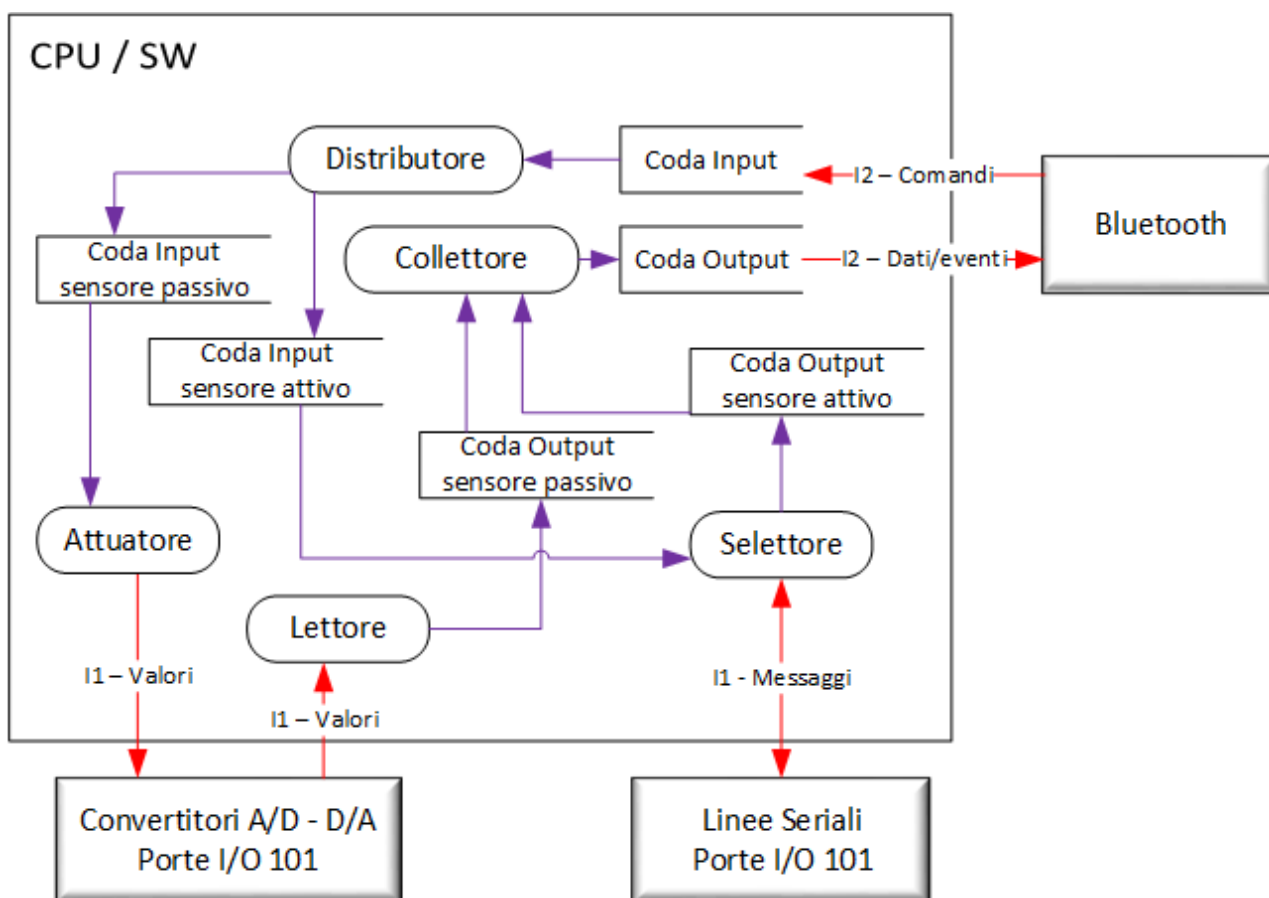 CPU / SW
Distributore
Coda Input
I2 – Comandi
Bluetooth
Coda Input
sensore passivo
Collettore
Coda Output
I2 – Dati/eventi
Coda Input
sensore attivo
Coda Output
sensore attivo
Coda Output
sensore passivo
Attuatore
Selettore
Lettore
I1 – Valori
I1 – Valori
I1 - Messaggi
Convertitori A/D - D/A
Porte I/O 101
Linee Seriali
Porte I/O 101